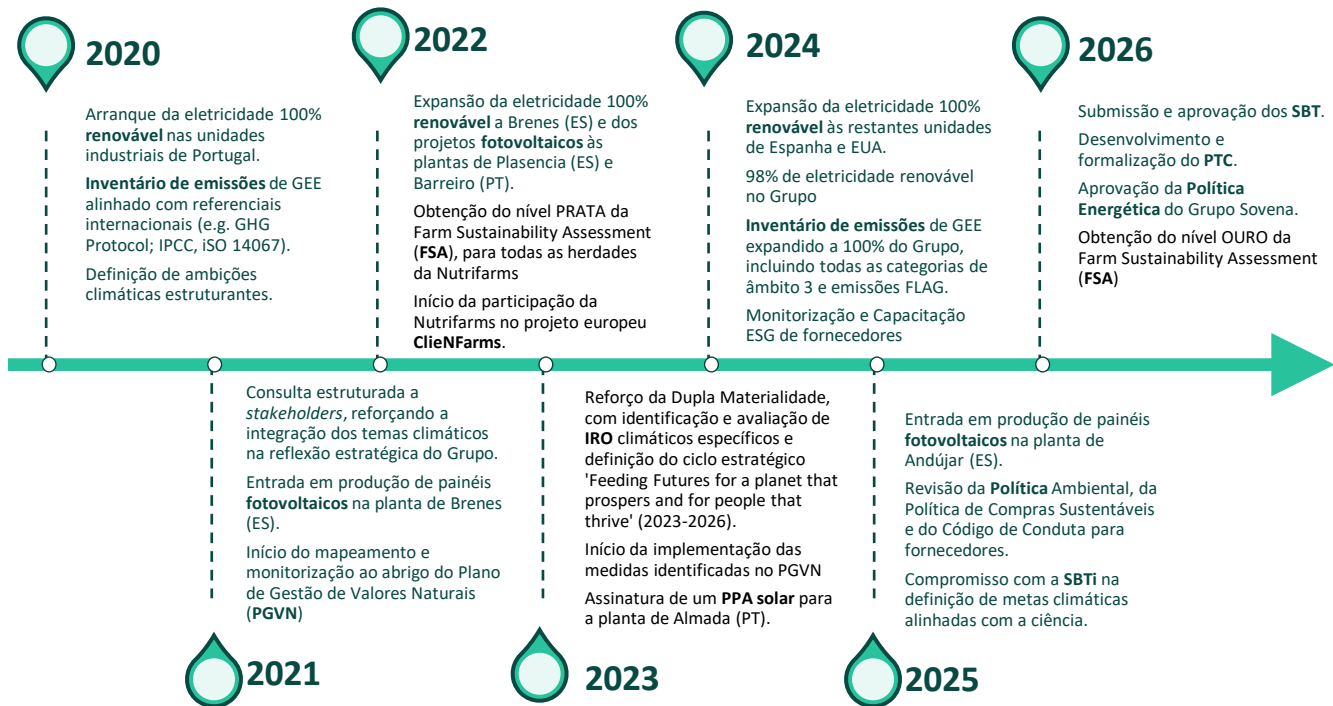 2020
Arranque da eletricidade 100%
renovável nas unidades
industriais de Portugal.
Inventário de emissões de GEE
alinhado com referenciais
internacionais (e.g. GHG
Protocol; IPCC, iSO 14067).
Definição de ambições
climáticas estruturantes.
2022
Expansão da eletricidade 100%
renovável a Brenes (ES) e dos
projetos fotovoltaicos às
plantas de Plasencia (ES) e
Barreiro (PT).
Obtenção do nível PRATA da
Farm Sustainability Assessment
(FSA), para todas as herdades
da Nutrifarms
Início da participação da
Nutrifarms no projeto europeu
ClieNFarms.
2024
Expansão da eletricidade 100%
renovável às restantes unidades
de Espanha e EUA.
98% de eletricidade renovável
no Grupo
Inventário de emissões de GEE
expandido a 100% do Grupo,
incluindo todas as categorias de
âmbito 3 e emissões FLAG.
Monitorização e Capacitação
ESG de fornecedores
2026
Submissão e aprovação dos SBT.
Desenvolvimento e
formalização do PTC.
Aprovação da Política
Energética do Grupo Sovena.
Obtenção do nível OURO da
Farm Sustainability Assessment
(FSA)
Consulta estruturada a
stakeholders, reforçando a
integração dos temas climáticos
na reflexão estratégica do Grupo.
Entrada em produção de painéis
fotovoltaicos na planta de Brenes
(ES).
Início do mapeamento e
monitorização ao abrigo do Plano
de Gestão de Valores Naturais
(PGVN)
2021
Reforço da Dupla Materialidade,
com identificação e avaliação de
IRO climáticos específicos e
definição do ciclo estratégico
'Feeding Futures for a planet that
prospers and for people that
thrive' (2023-2026).
Início da implementação das
medidas identificadas no PGVN
Assinatura de um PPA solar para
a planta de Almada (PT).
2023
Entrada em produção de painéis
fotovoltaicos na planta de
Andújar (ES).
Revisão da Política Ambiental, da
Política de Compras Sustentáveis
e do Código de Conduta para
fornecedores.
Compromisso com a SBTi na
definição de metas climáticas
alinhadas com a ciência.
2025